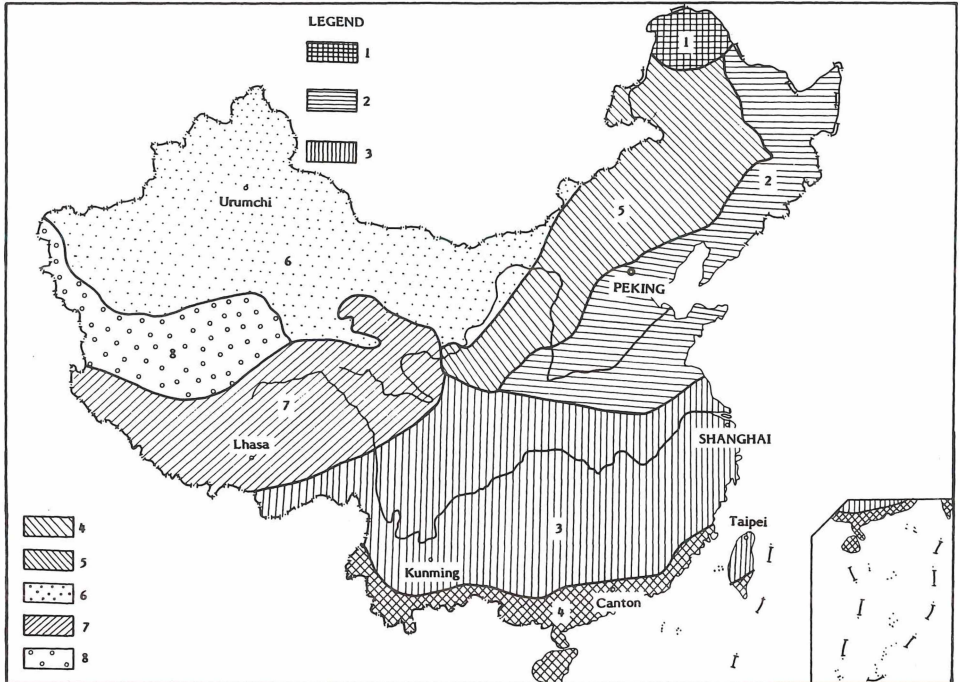 LEGEND
1
2
3
1
2
Urumchi
5
6
PEKING
8
7
Lhasa
SHANGHAI
3
Taipei
Kunming
Canton
4
4
5
6
7
8